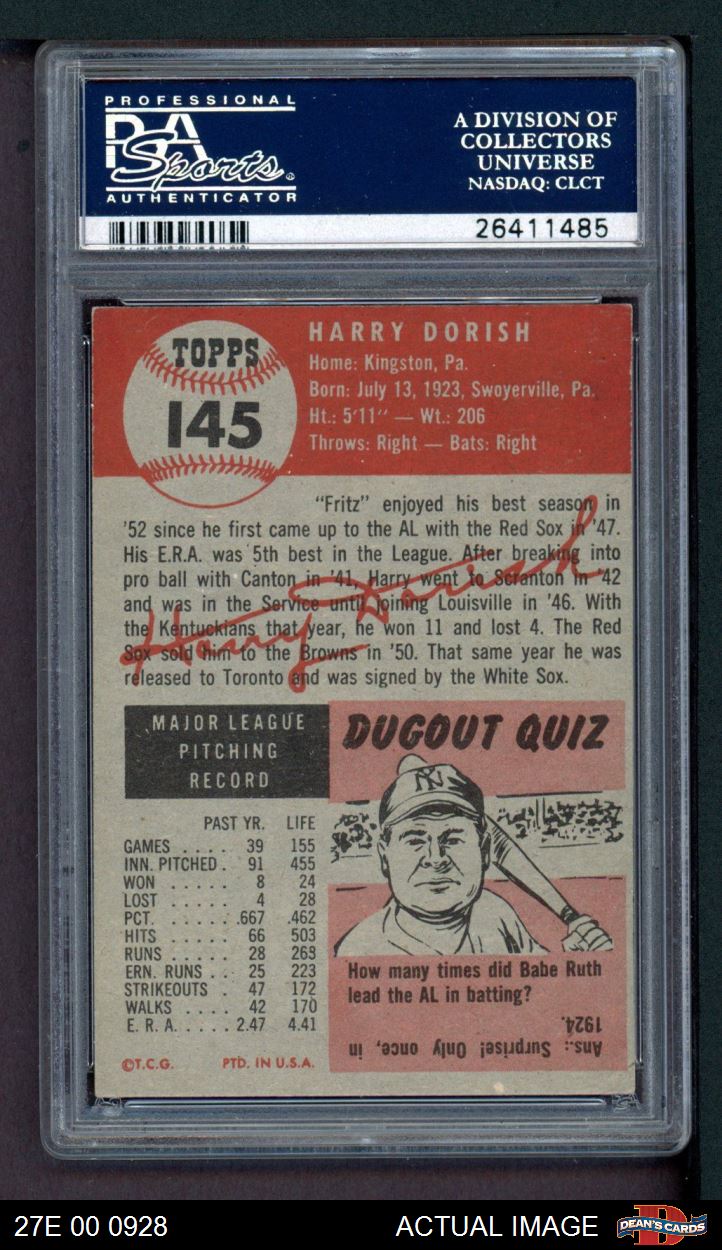 PROFESSIONAL
PSA
Sports®
AUTHENTICATOR
A DIVISION OF
COLLECTORS
UNIVERSE
NASDAQ: CLCT
26411485
TOPPS
145
HARRY DORISH
Home: Kingston, Pa.
Born: July 13, 1923, Swoyerville, Pa.
Ht.: 5'11" — Wt.: 206
Throws: Right — Bats: Right
"Fritz" enjoyed his best season in
'52 since he first came up to the AL with the Red Sox in '47.
His E.R.A. was 5th best in the League. After breaking into
pro ball with Canton in '41, Harry went to Scranton in '42
and was in the Service until joining Louisville in '46. With
the Kentuckians that year, he won 11 and lost 4. The Red
Sox sold him to the Browns in '50. That same year he was
released to Toronto and was signed by the White Sox.
Harry Dorish
MAJOR LEAGUE
PITCHING
RECORD
PAST YR. LIFE
GAMES . . . . 39 155
INN. PITCHED . 91 455
WON . . . . . 8 24
LOST . . . . . 4 28
PCT. . . . . . .667 .462
HITS . . . . . 66 503
RUNS . . . . . 28 263
ERN. RUNS . . 25 223
STRIKEOUTS . 47 172
WALKS . . . . 42 170
E. R. A. . . . . . 2.47 4.41
©T.C.G. PTD. IN U.S.A.
DUGOUT QUIZ
NY
How many times did Babe Ruth
lead the AL in batting?
Ans.: Surprise! Only once, in
1924.
27E 00 0928
ACTUAL IMAGE
D
DEAN'S CARDS